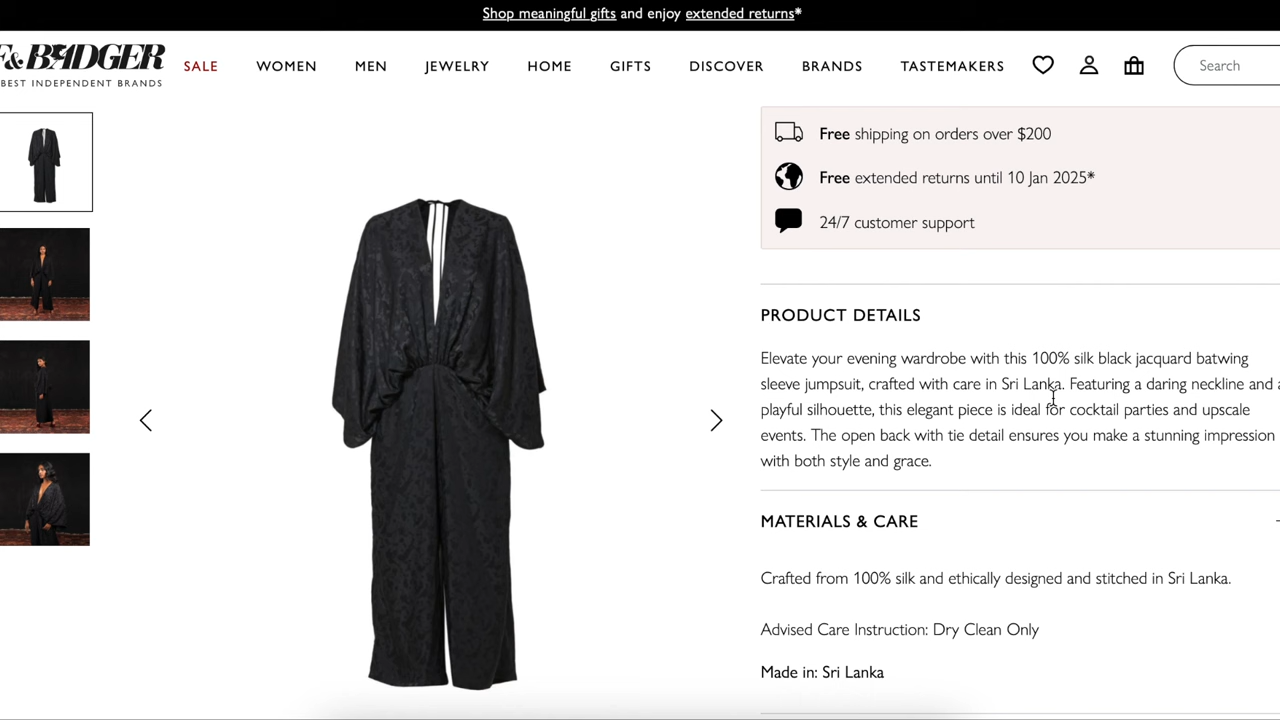 Shop meaningful gifts and enjoy extended returns*
F&BADGER
BEST INDEPENDENT BRANDS
SALE WOMEN MEN JEWELRY HOME GIFTS DISCOVER BRANDS TASTEMAKERS Search
Free shipping on orders over $200
Free extended returns until 10 Jan 2025*
24/7 customer support
PRODUCT DETAILS
Elevate your evening wardrobe with this 100% silk black jacquard batwing
sleeve jumpsuit, crafted with care in Sri Lanka. Featuring a daring neckline and a
playful silhouette, this elegant piece is ideal for cocktail parties and upscale
events. The open back with tie detail ensures you make a stunning impression
with both style and grace.
MATERIALS & CARE
Crafted from 100% silk and ethically designed and stitched in Sri Lanka.
Advised Care Instruction: Dry Clean Only
Made in: Sri Lanka